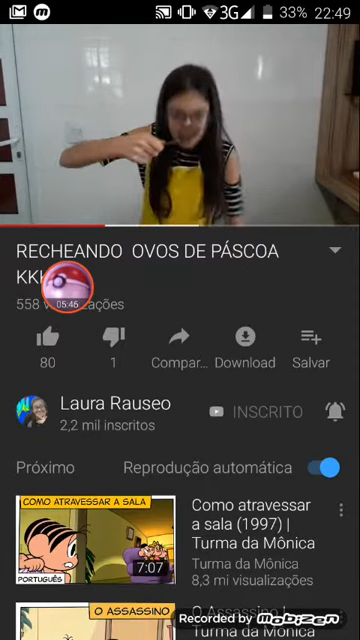 3G 33% 22:49
RECHEANDO OVOS DE PÁSCOA
05:46
80
1
Compar...
Download
Salvar
Laura Rauseo
2,2 mil inscritos
INSCRITO
Próximo
Reprodução automática
COMO ATRAVESSAR A SALA
PORTUGUÊS
7:07
Como atravessar
a sala (1997) |
Turma da Mônica
Turma da Mônica
8,3 mi visualizações
O ASSASSINO
O Assassino |
Turma da Mônica
Recorded by MOBIZEN